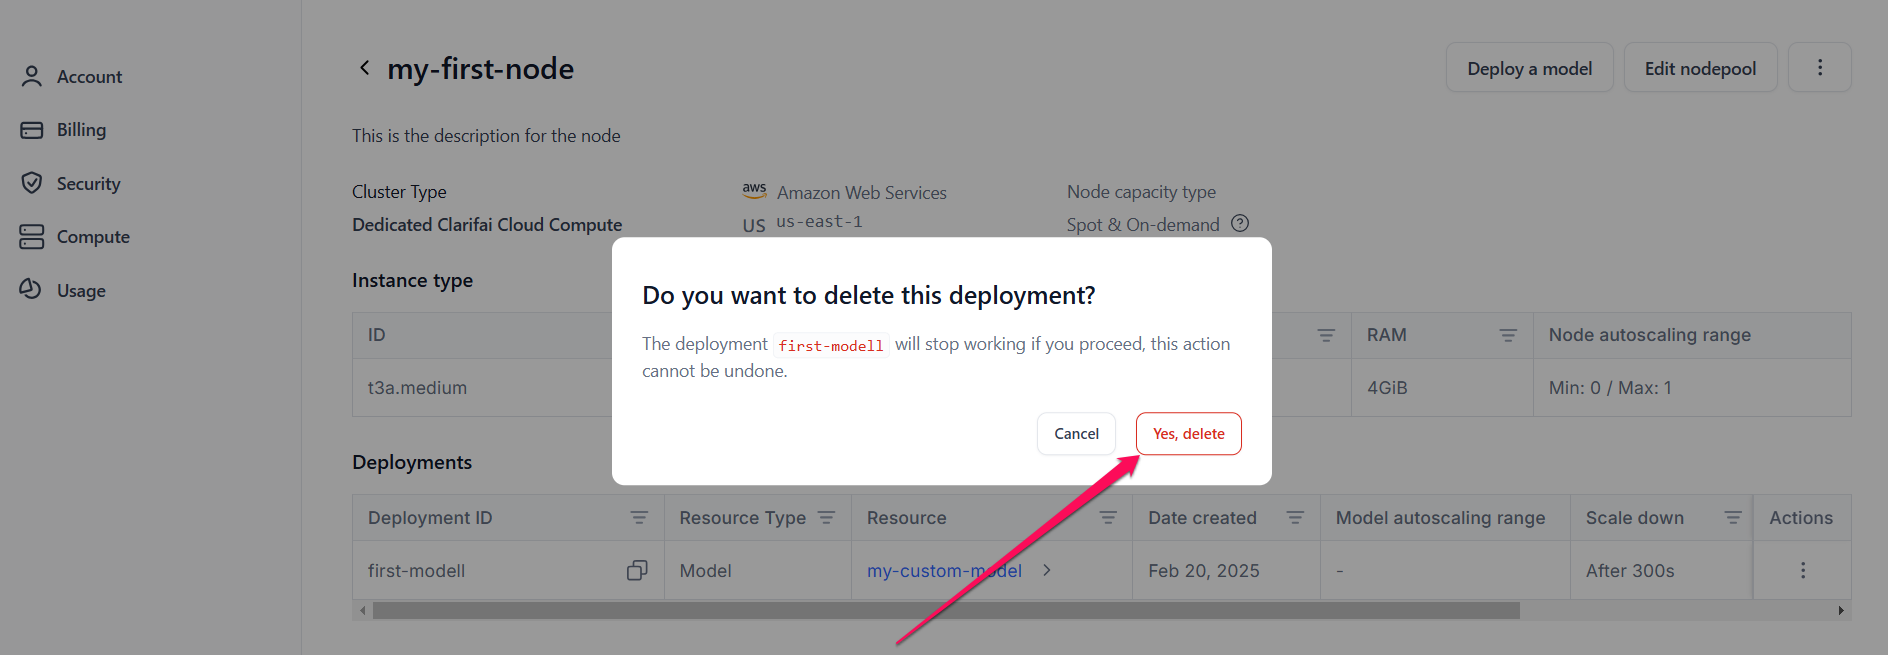 Account
Billing
Security
Compute
Usage
my-first-node
Deploy a model
Edit nodepool
This is the description for the node
Cluster Type
aws Amazon Web Services
Node capacity type
Dedicated Clarifai Cloud Compute
US us-east-1
Spot & On-demand
Instance type
Do you want to delete this deployment?
The deployment first-modell will stop working if you proceed, this action
cannot be undone.
Cancel
Yes, delete
ID
RAM
Node autoscaling range
t3a.medium
4GiB
Min: 0 / Max: 1
Deployments
Deployment ID
Resource Type
Resource
Date created
Model autoscaling range
Scale down
Actions
first-modell
Model
my-custom-model
Feb 20, 2025
-
After 300s